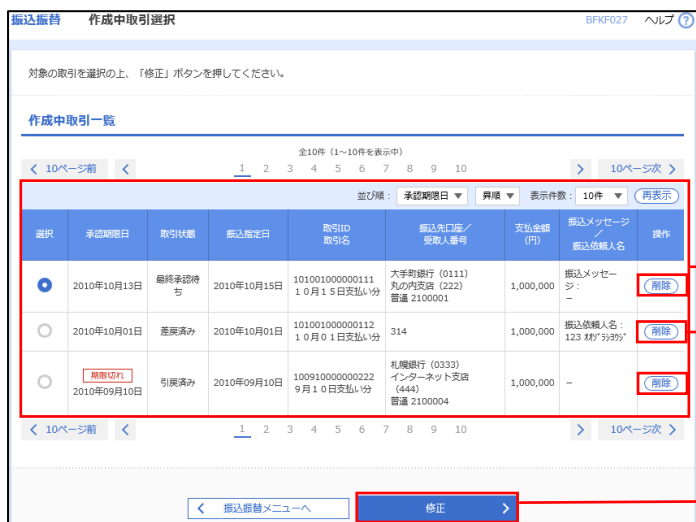 振込振替 作成中取引選択 BFKF027 ヘルプ ?
対象の取引を選択の上、「修正」ボタンを押してください。
作成中取引一覧
全10件（1～10件を表示中）
＜ 10ページ前 ＜ 1 2 3 4 5 6 7 8 9 10 ＞ 10ページ次 ＞
並び順： 承認期限日 ▼ 昇順 ▼ 表示件数： 10件 ▼ 再表示
選択 承認期限日 取引状態 振込指定日 取引ID 振込先口座／ 支払金額 振込メッセージ 操作
取引名 受取人番号 (円) ／
振込依頼人名
2010年10月13日 最終承認待 2010年10月15日 101001000000111 大手町銀行（0111） 1,000,000 振込メッセー 削除
ち １０月１５日支払い分 丸の内支店（222） ジ：
普通 2100001 −
2010年10月01日 差戻済み 2010年10月01日 101001000000112 314 1,000,000 振込依頼人名： 削除
１０月０１日支払い分 123
期限切れ 引戻済み 2010年09月10日 100910000000222 札幌銀行（0333） 1,000,000 − 削除
2010年09月10日 ９月１０日支払い分 インターネット支店
（444）
普通 2100004
＜ 10ページ前 ＜ 1 2 3 4 5 6 7 8 9 10 ＞ 10ページ次 ＞
＜ 振込振替メニューへ 修正 ＞